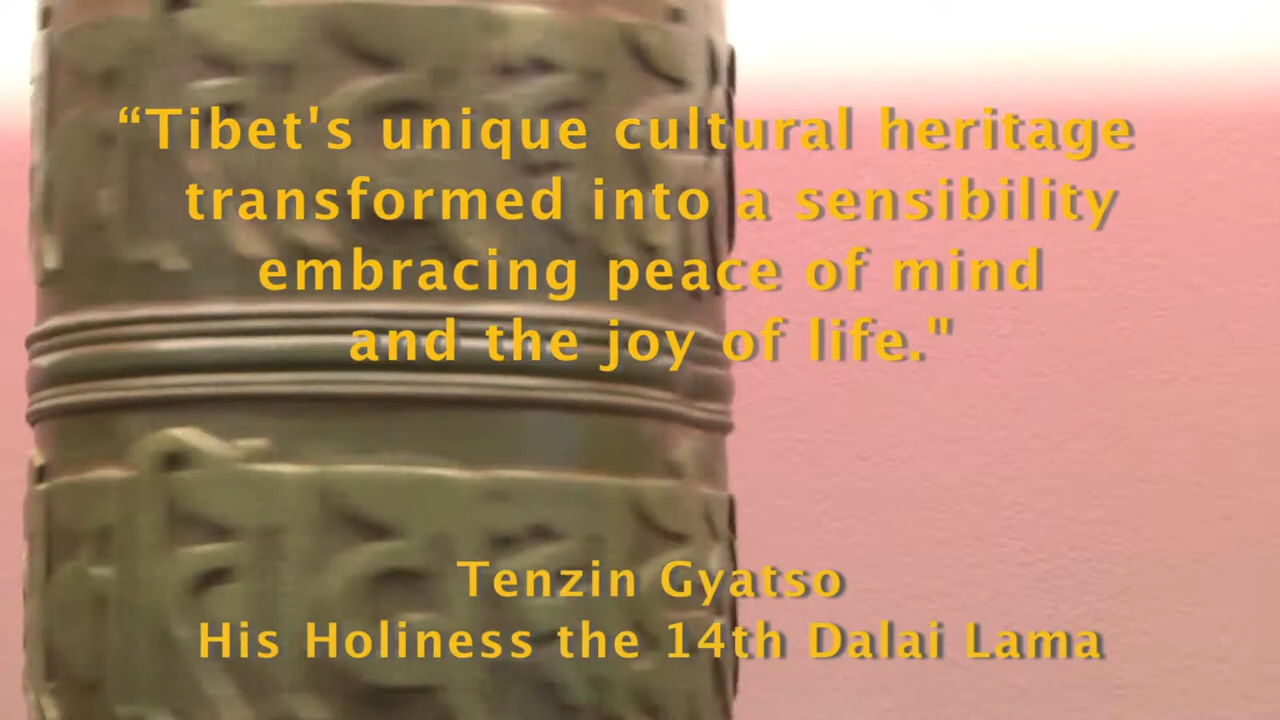 “Tibet's unique cultural heritage
transformed into a sensibility
embracing peace of mind
and the joy of life."
Tenzin Gyatso
His Holiness the 14th Dalai Lama